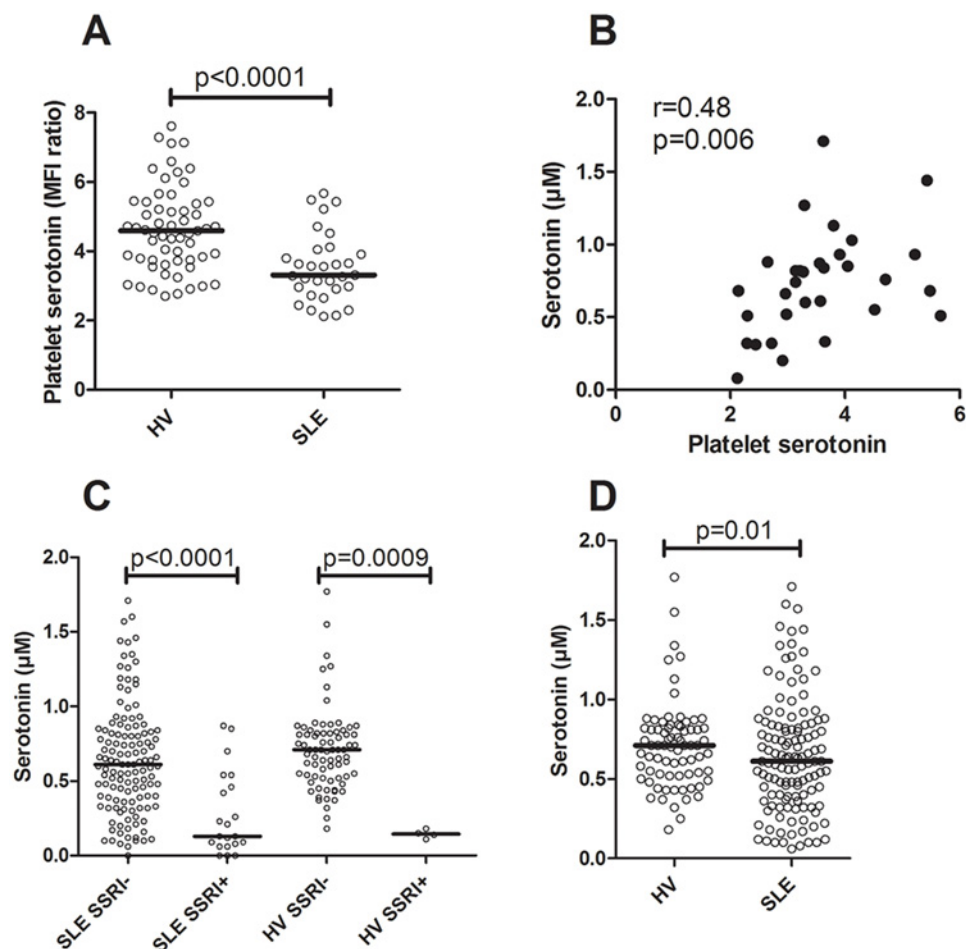 A
p<0.0001
Platelet serotonin (MFI ratio)
8
6
4
2
0
HV
SLE
B
r=0.48
p=0.006
Serotonin (µM)
2.0
1.5
1.0
0.5
0.0
0
2
4
6
Platelet serotonin
C
p<0.0001
p=0.0009
Serotonin (µM)
2.0
1.5
1.0
0.5
0.0
SLE SSRI-
SLE SSRI+
HV SSRI-
HV SSRI+
D
p=0.01
Serotonin (µM)
2.0
1.5
1.0
0.5
0.0
HV
SLE